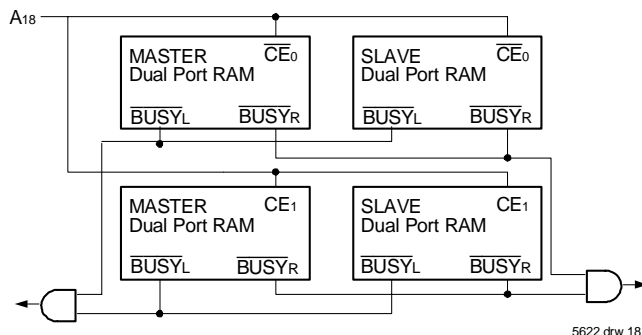 A18
MASTER
Dual Port RAM
CE0
BUSYL
BUSYR
SLAVE
Dual Port RAM
CE0
BUSYL
BUSYR
MASTER
Dual Port RAM
CE1
BUSYL
BUSYR
SLAVE
Dual Port RAM
CE1
BUSYL
BUSYR
5622 drw 18